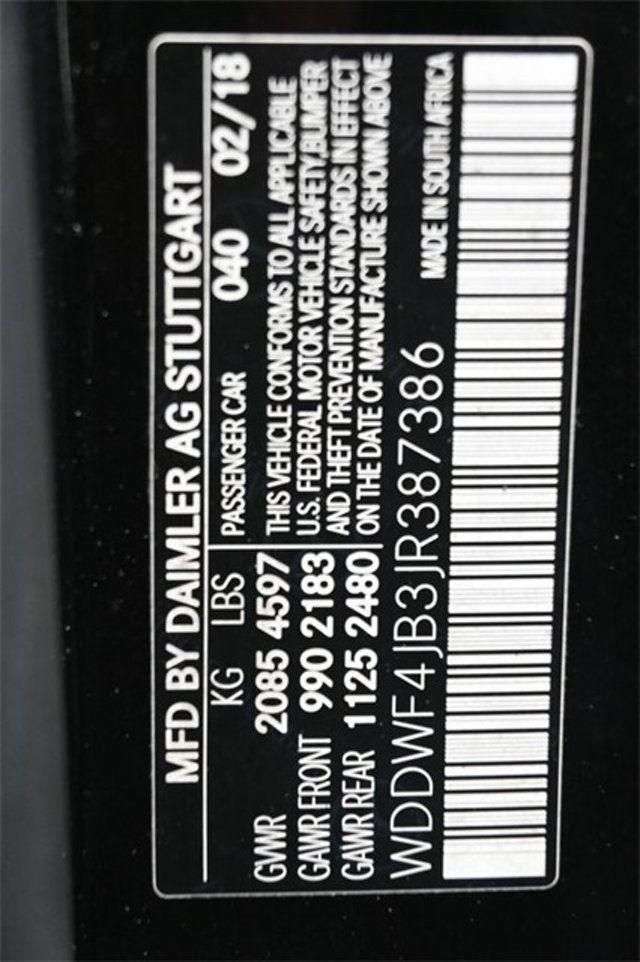 MFD BY DAIMLER AG STUTTGART
KG LBS PASSENGER CAR 040 02/18
GVWR 2085 4597 THIS VEHICLE CONFORMS TO ALL APPLICABLE
GAWR FRONT 990 2183 U.S. FEDERAL MOTOR VEHICLE SAFETY,BUMPER
GAWR REAR 1125 2480 AND THEFT PREVENTION STANDARDS IN EFFECT
ON THE DATE OF MANUFACTURE SHOWN ABOVE
WDDWF4JB3JR387386 MADE IN SOUTH AFRICA